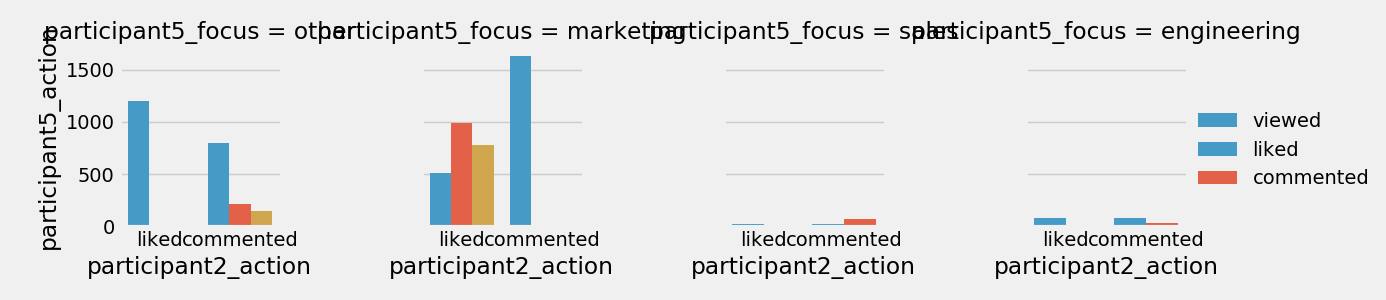 participant5_focus = other
participant5_focus = marketing
participant5_focus = sales
participant5_focus = engineering
participant5_action
1500
1000
500
0
liked commented
liked commented
liked commented
liked commented
participant2_action
participant2_action
participant2_action
participant2_action
viewed
liked
commented